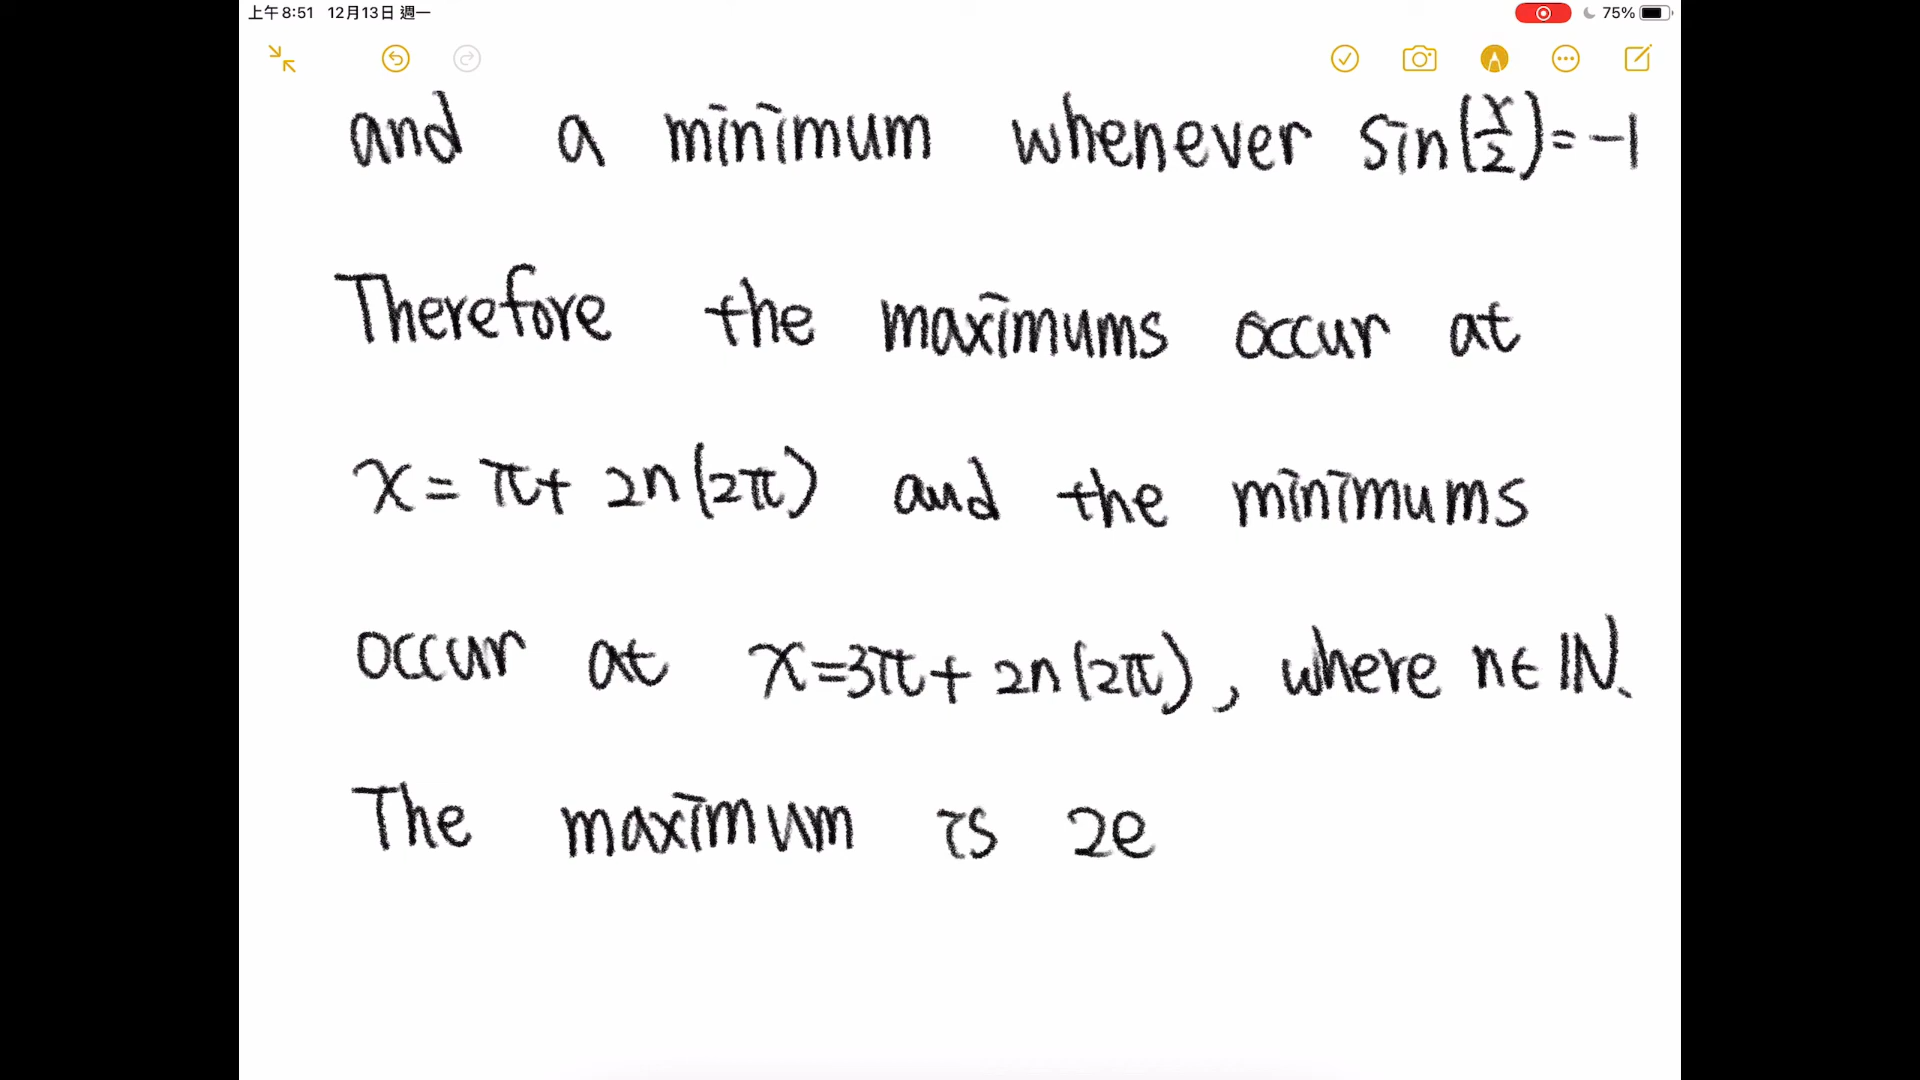 上午8:51 12月13日 週一 75%
and a minimum whenever sin(x/2)=-1
Therefore the maximums occur at
x=π+2n(2π) and the minimums
occur at x=3π+2n(2π), where n∈ℕ.
The maximum is 2e